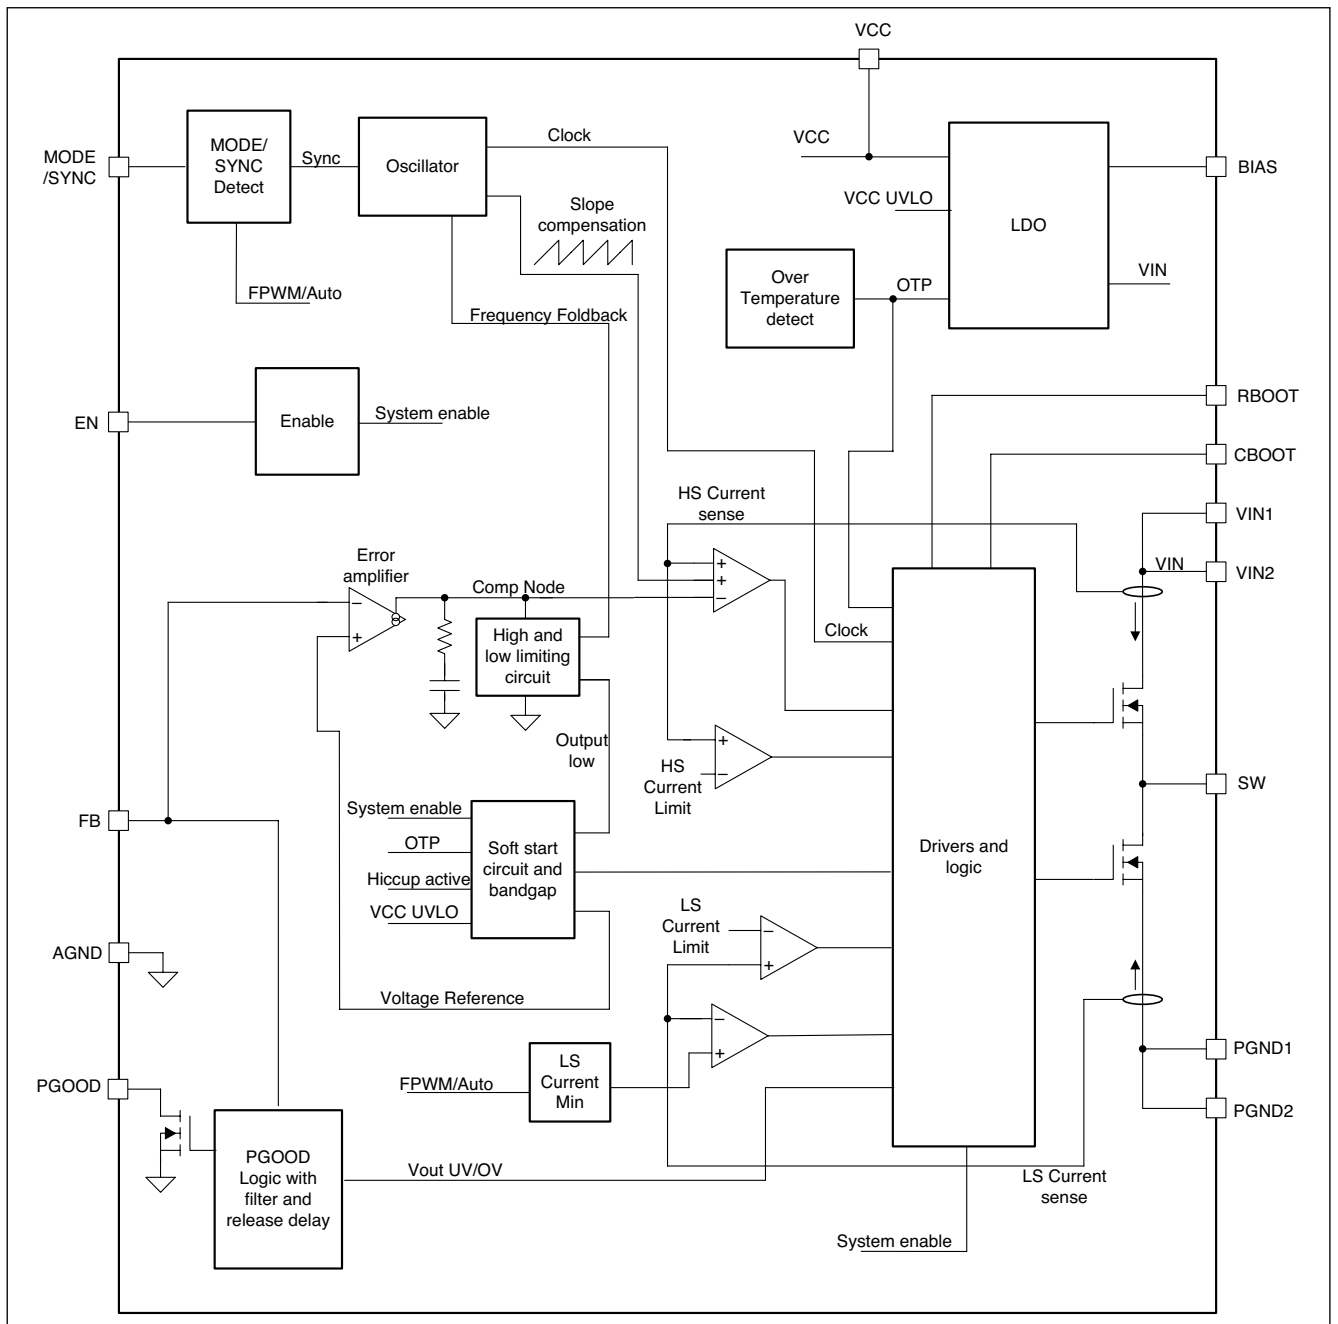 VCC
MODE
/SYNC
MODE/
SYNC
Detect
Sync
Oscillator
Clock
Slope
compensation
FPWM/Auto
Frequency Foldback
VCC
VCC UVLO
LDO
BIAS
VIN
Over
Temperature
detect
OTP
EN
Enable
System enable
RBOOT
CBOOT
VIN1
VIN
VIN2
HS Current
sense
Error
amplifier
−
+
Comp Node
+
+
−
High and
low limiting
circuit
Clock
Output
low
+
−
HS
Current
Limit
SW
FB
System enable
OTP
Hiccup active
VCC UVLO
Soft start
circuit and
bandgap
Drivers and
logic
LS
Current
Limit
−
+
AGND
Voltage Reference
−
+
PGND1
PGOOD
FPWM/Auto
LS
Current
Min
PGND2
PGOOD
Logic with
filter and
release delay
Vout UV/OV
LS Current
sense
System enable